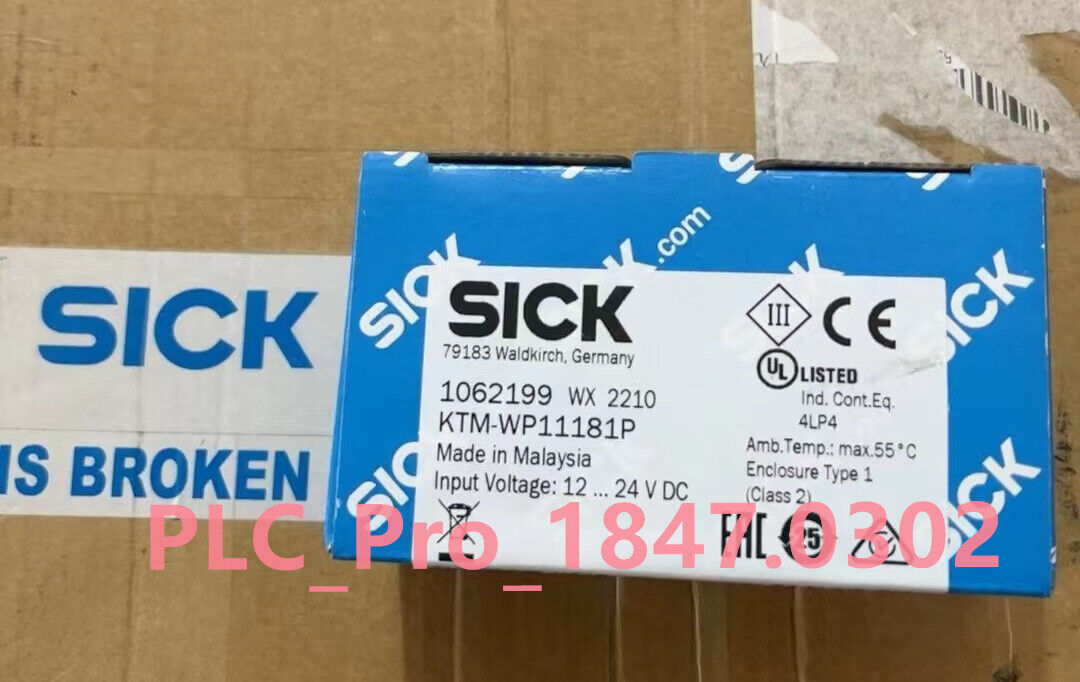 SICK
IS BROKEN
SICK
SICK
.com
SICK
SICK
SICK
SICK
79183 Waldkirch, Germany
1062199 WX 2210
KTM-WP11181P
Made in Malaysia
Input Voltage: 12 ... 24 V DC
III
CE
UL LISTED
Ind. Cont.Eq.
4LP4
Amb.Temp.: max.55°C
Enclosure Type 1
(Class 2)
EAC
25
PLC_Pro_1847.0302